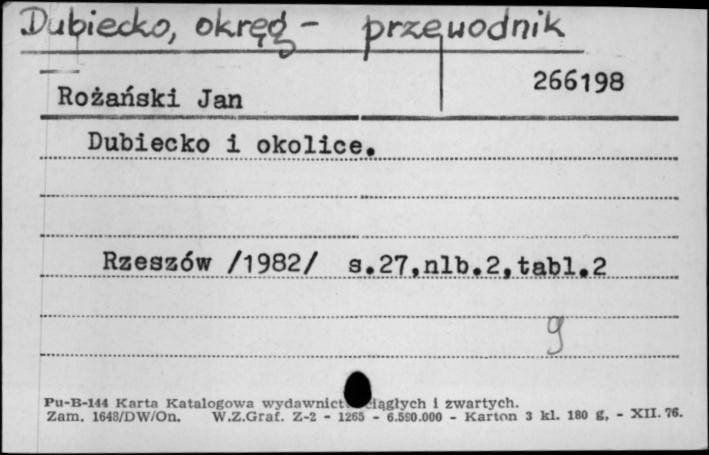 Dubiecko, okręg - przewodnik
266198
Rożański Jan
Dubiecko i okolice.
Rzeszów /1982/ s.27,nlb.2,tabl.2
9
Pu-B-144 Karta Katalogowa wydawnict ciągłych i zwartych.
Zam. 1648/DW/On. W.Z.Graf. Z-2 - 1265 - 6.590.000 - Karton 3 kl. 180 g, - XII. 76.